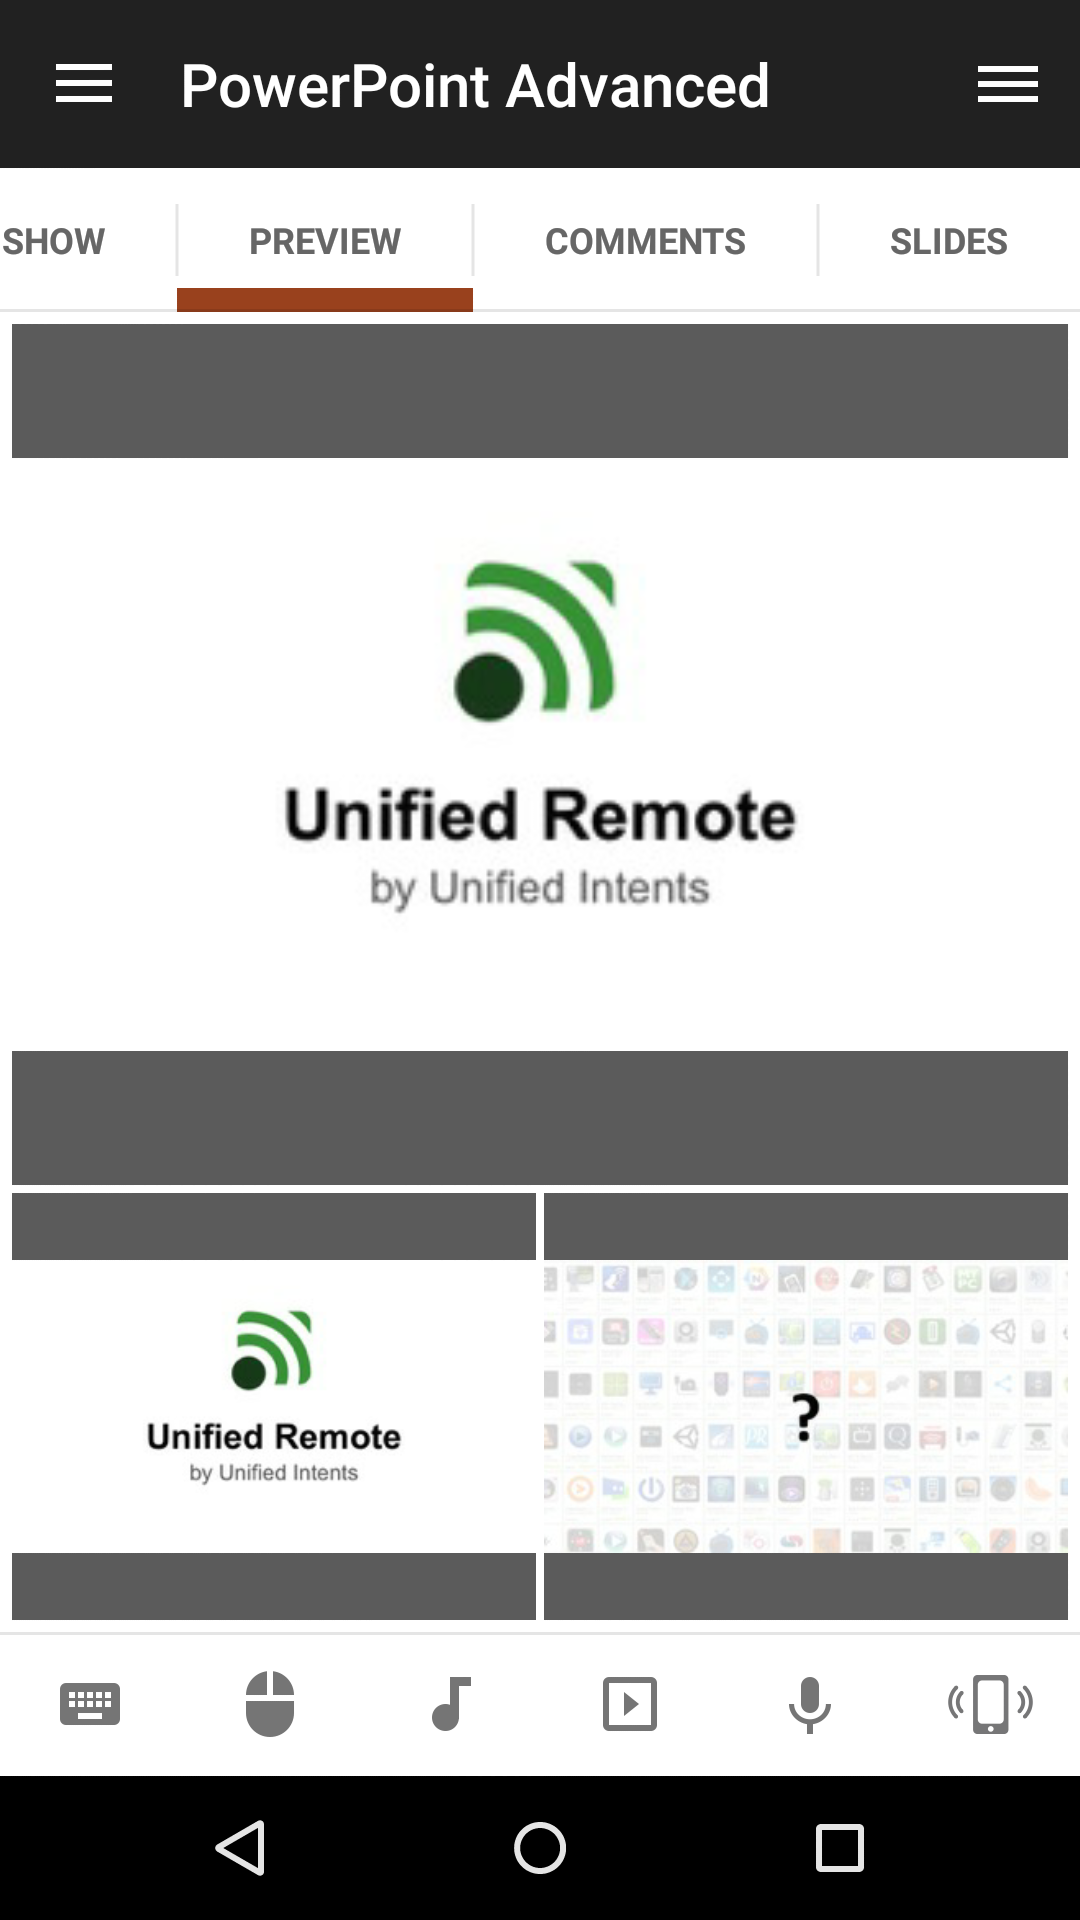 PowerPoint Advanced
SHOW
PREVIEW
COMMENTS
SLIDES
Unified Remote
by Unified Intents
Unified Remote
by Unified Intents
?